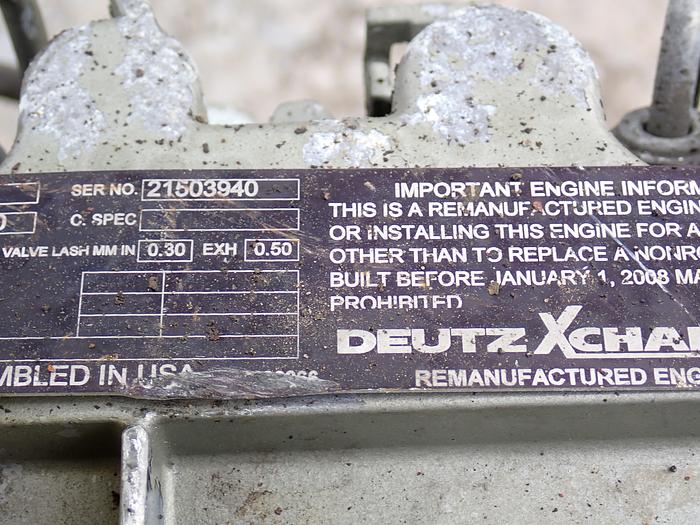 SER NO. 21503940
C. SPEC
VALVE LASH MM IN 0.30 EXH 0.50
MBLED IN USA
IMPORTANT ENGINE INFOR
THIS IS A REMANUFACTURED ENGIN
OR INSTALLING THIS ENGINE FOR A
OTHER THAN TO REPLACE A NONRO
BUILT BEFORE JANUARY 1, 2008 MA
PROHIBITED
DEUTZ XCHA
REMANUFACTURED ENG